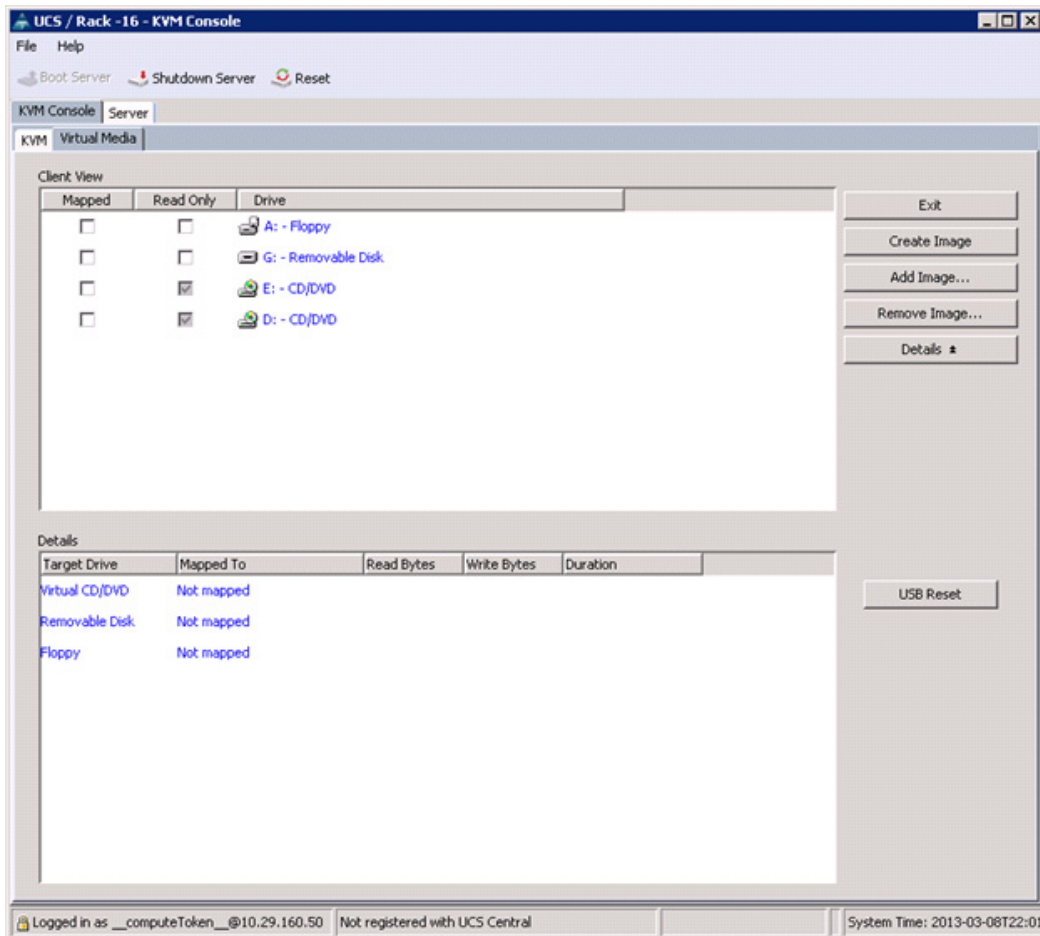 UCS / Rack -16 - KVM Console
File Help
Boot Server Shutdown Server Reset
KVM Console Server
KVM Virtual Media
Client View
Mapped Read Only Drive
A: - Floppy
G: - Removable Disk
E: - CD/DVD
D: - CD/DVD
Exit
Create Image
Add Image...
Remove Image...
Details
Details
Target Drive Mapped To Read Bytes Write Bytes Duration
Virtual CD/DVD Not mapped
Removable Disk Not mapped
Floppy Not mapped
USB Reset
Logged in as __computeToken__@10.29.160.50 Not registered with UCS Central System Time: 2013-03-08T22:01